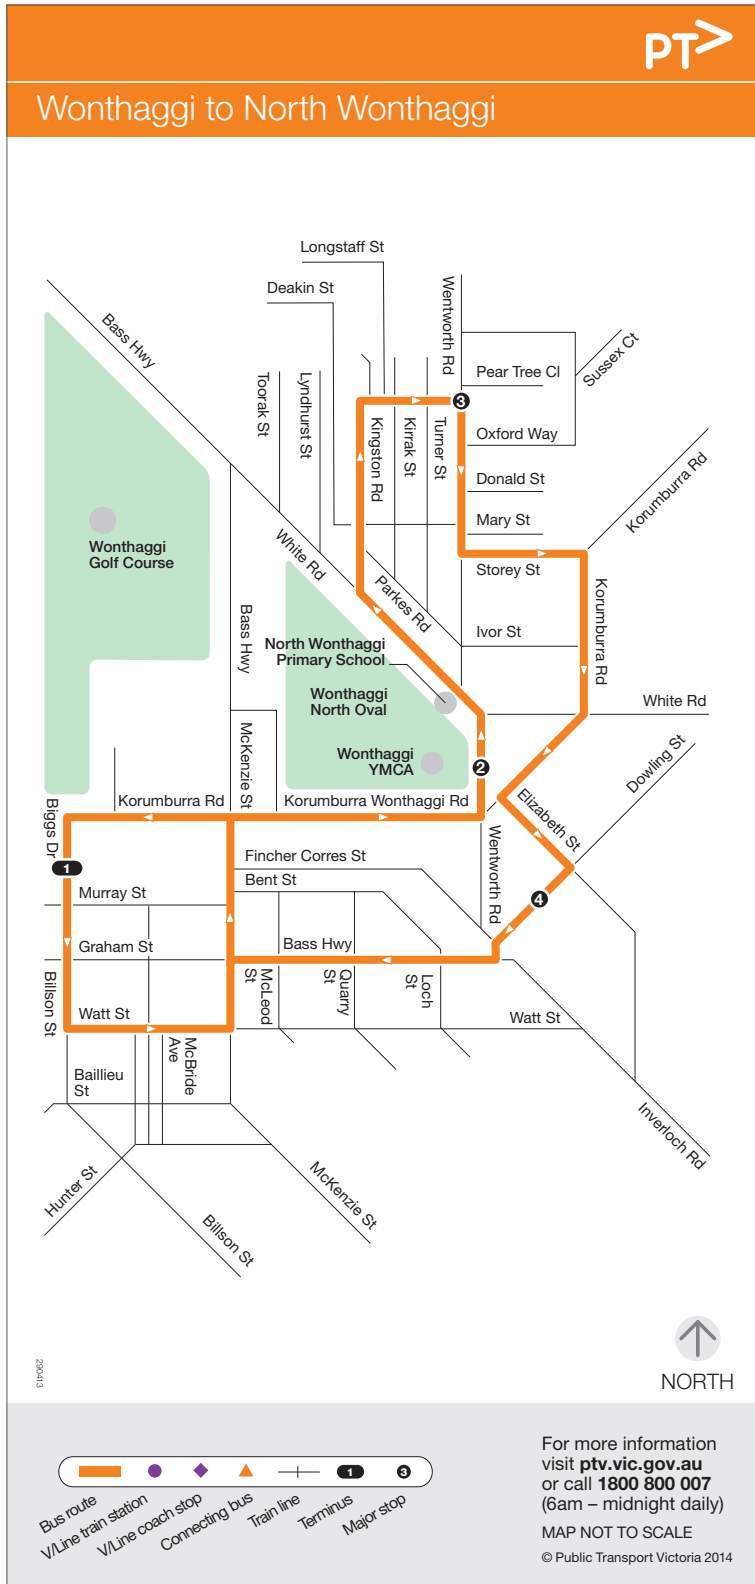 PT>
Wonthaggi to North Wonthaggi
Longstaff St
Deakin St
Wentworth Rd
Bass Hwy
Sussex Ct
Pear Tree Cl
Toorak St
Lyndhurst St
3
Kingston Rd
Kirrak St
Turner St
Oxford Way
Korumburra Rd
Donald St
Wonthaggi
Golf Course
White Rd
Mary St
Storey St
Parkes Rd
Korumburra Rd
Bass Hwy
Ivor St
North Wonthaggi
Primary School
Wonthaggi
North Oval
White Rd
McKenzie St
Wonthaggi
YMCA
2
Dowling St
Biggs Dr
Korumburra Rd
Korumburra Wonthaggi Rd
Elizabeth St
Wentworth Rd
1
Fincher Corres St
Bent St
Murray St
4
Graham St
Bass Hwy
Billson St
McLeod
St
Quarry
St
Loch
St
Watt St
Watt St
McBride
Ave
Baillieu
St
Inverloch Rd
Hunter St
McKenzie St
Billson St
290413
NORTH
1
3
Bus route
V/Line train station
V/Line coach stop
Connecting bus
Train line
Terminus
Major stop
For more information
visit ptv.vic.gov.au
or call 1800 800 007
(6am – midnight daily)
MAP NOT TO SCALE
© Public Transport Victoria 2014